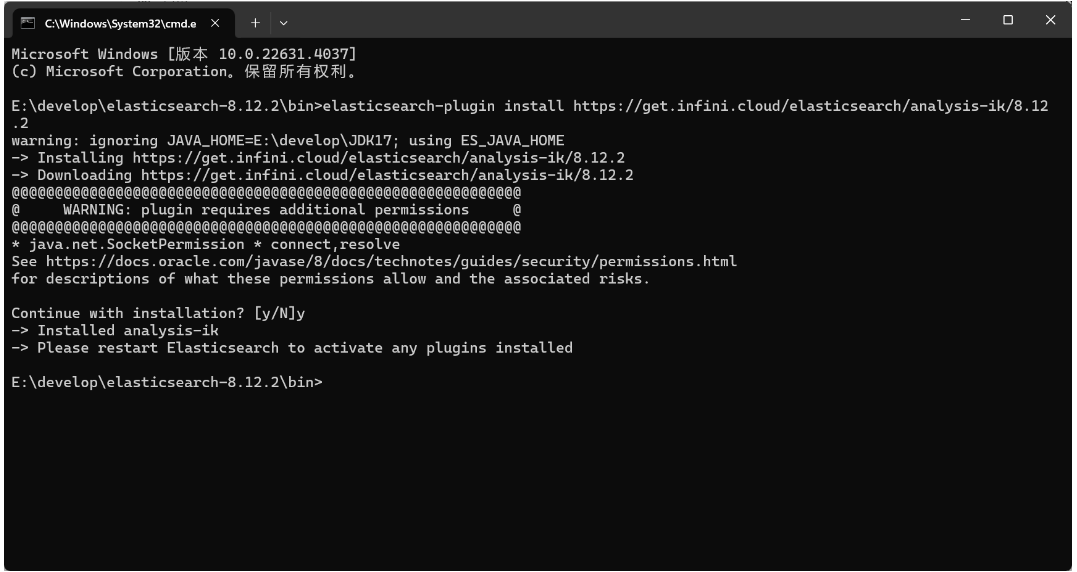 C:\Windows\System32\cmd.e
Microsoft Windows [版本 10.0.22631.4037]
(c) Microsoft Corporation。保留所有权利。
E:\develop\elasticsearch-8.12.2\bin>elasticsearch-plugin install https://get.infini.cloud/elasticsearch/analysis-ik/8.12
.2
warning: ignoring JAVA_HOME=E:\develop\JDK17; using ES_JAVA_HOME
-> Installing https://get.infini.cloud/elasticsearch/analysis-ik/8.12.2
-> Downloading https://get.infini.cloud/elasticsearch/analysis-ik/8.12.2
@@@@@@@@@@@@@@@@@@@@@@@@@@@@@@@@@@@@@@@@@@@@@@@@@@@@@@@@@@@
@     WARNING: plugin requires additional permissions     @
@@@@@@@@@@@@@@@@@@@@@@@@@@@@@@@@@@@@@@@@@@@@@@@@@@@@@@@@@@@
* java.net.SocketPermission * connect,resolve
See https://docs.oracle.com/javase/8/docs/technotes/guides/security/permissions.html
for descriptions of what these permissions allow and the associated risks.
Continue with installation? [y/N]y
-> Installed analysis-ik
-> Please restart Elasticsearch to activate any plugins installed
E:\develop\elasticsearch-8.12.2\bin>